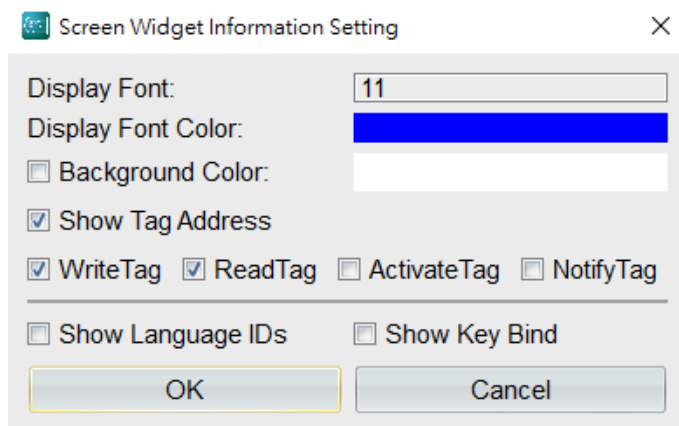 Screen Widget Information Setting
Display Font: 11
Display Font Color:
Background Color:
Show Tag Address
WriteTag ReadTag ActivateTag NotifyTag
Show Language IDs Show Key Bind
OK Cancel